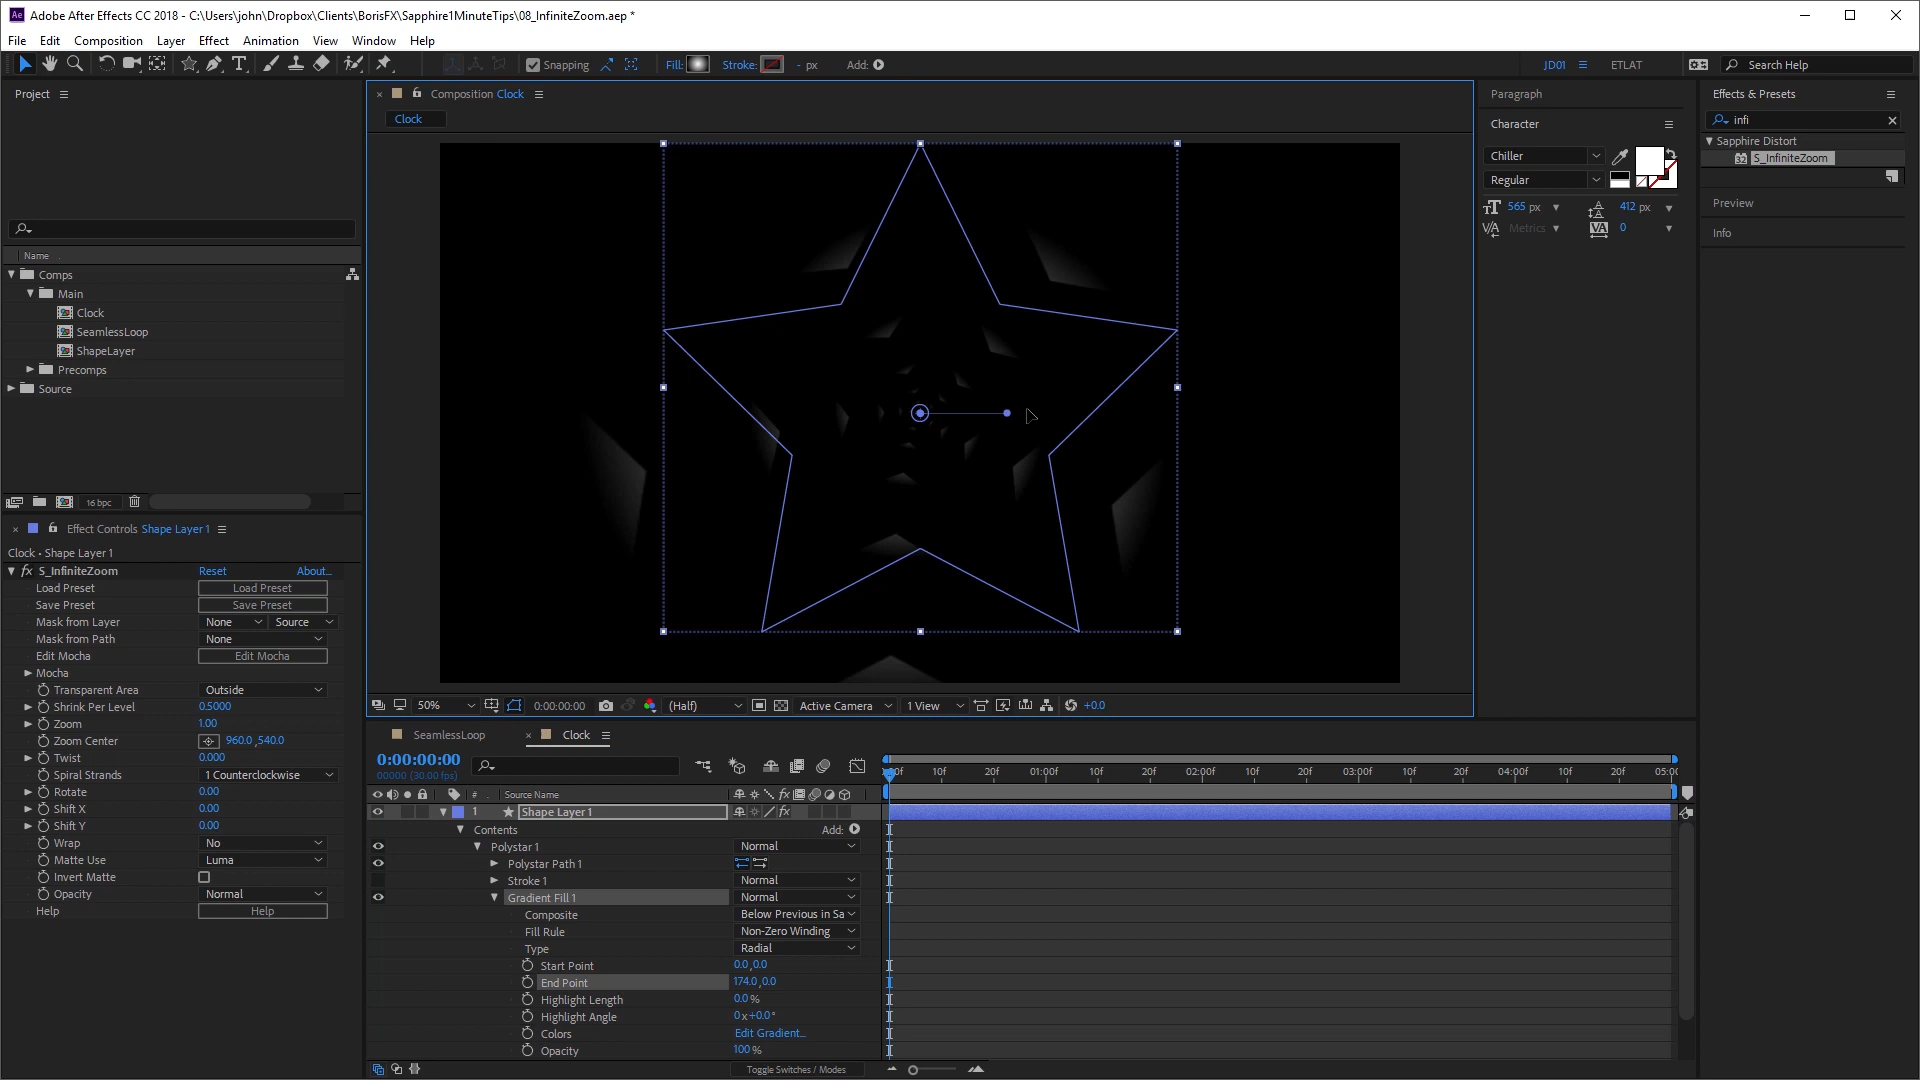 Adobe After Effects CC 2018 - C:\Users\john\Dropbox\Clients\BorisFX\Sapphire1MinuteTips\08_InfiniteZoom.aep *
File Edit Composition Layer Effect Animation View Window Help
Snapping Fill: Stroke: - px Add: JD01 ETLAT Search Help
Project
Name
Comps
Main
Clock
SeamlessLoop
ShapeLayer
Precomps
Source
16 bpc
Composition Clock
Clock
50% 0:00:00:00 (Half) Active Camera 1 View +0.0
Paragraph
Character
Chiller
Regular
565 px 412 px
Metrics 0
Effects & Presets
infi
Sapphire Distort
S_InfiniteZoom
Preview
Info
Effect Controls Shape Layer 1
Clock • Shape Layer 1
fx S_InfiniteZoom Reset About...
Load Preset Load Preset
Save Preset Save Preset
Mask from Layer None Source
Mask from Path None
Edit Mocha Edit Mocha
Mocha
Transparent Area Outside
Shrink Per Level 0.5000
Zoom 1.00
Zoom Center 960.0,540.0
Twist 0.000
Spiral Strands 1 Counterclockwise
Rotate 0.00
Shift X 0.00
Shift Y 0.00
Wrap No
Matte Use Luma
Invert Matte
Opacity Normal
Help Help
SeamlessLoop Clock
0:00:00:00
00000 (30.00 fps)
10f 20f 01:00f 10f 20f 02:00f 10f 20f 03:00f 10f 20f 04:00f 10f 20f
# Source Name
1 Shape Layer 1
Contents Add:
Polystar 1 Normal
Polystar Path 1
Stroke 1 Normal
Gradient Fill 1 Normal
Composite Below Previous in Sa
Fill Rule Non-Zero Winding
Type Radial
Start Point 0.0,0.0
End Point 174.0,0.0
Highlight Length 0.0 %
Highlight Angle 0x+0.0°
Colors Edit Gradient...
Opacity 100 %
Toggle Switches / Modes